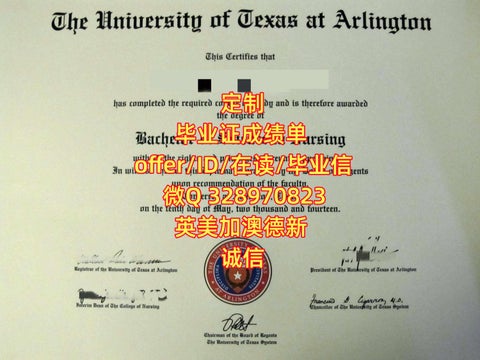 The University of Texas at Arlington
This Certifies that
has completed the required co dy and is therefore awarded
定制
the degree of
毕业证成绩单
Bachelor Nursing
offer/ID/在读/毕业信
upon recommendation of the faculty.
微Q 328970823
on the tenth day of May, two thousand and fourteen.
英美加澳德新
诚信
Registrar of the University of Texas at Arlington
President of The University of Texas at Arlington
Interim Dean of The College of Nursing
Chancellor of The University of Texas System
Chairman of the Board of Regents
The University of Texas System